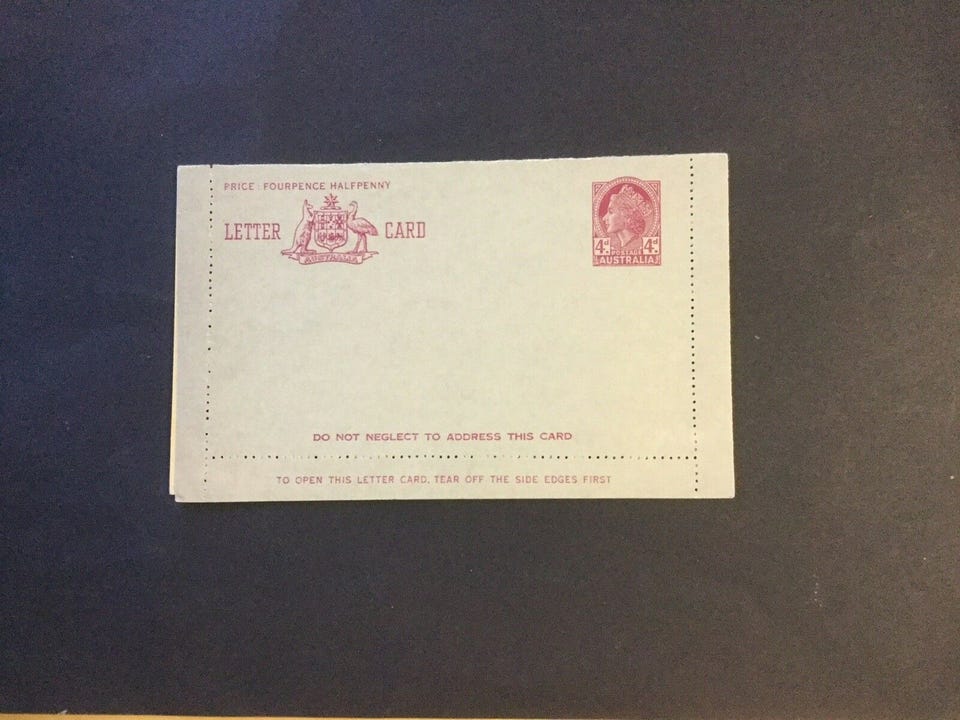 PRICE : FOURPENCE HALFPENNY
LETTER CARD
AUSTRALIA
4d 4d
POSTAGE
AUSTRALIA
DO NOT NEGLECT TO ADDRESS THIS CARD
TO OPEN THIS LETTER CARD, TEAR OFF THE SIDE EDGES FIRST